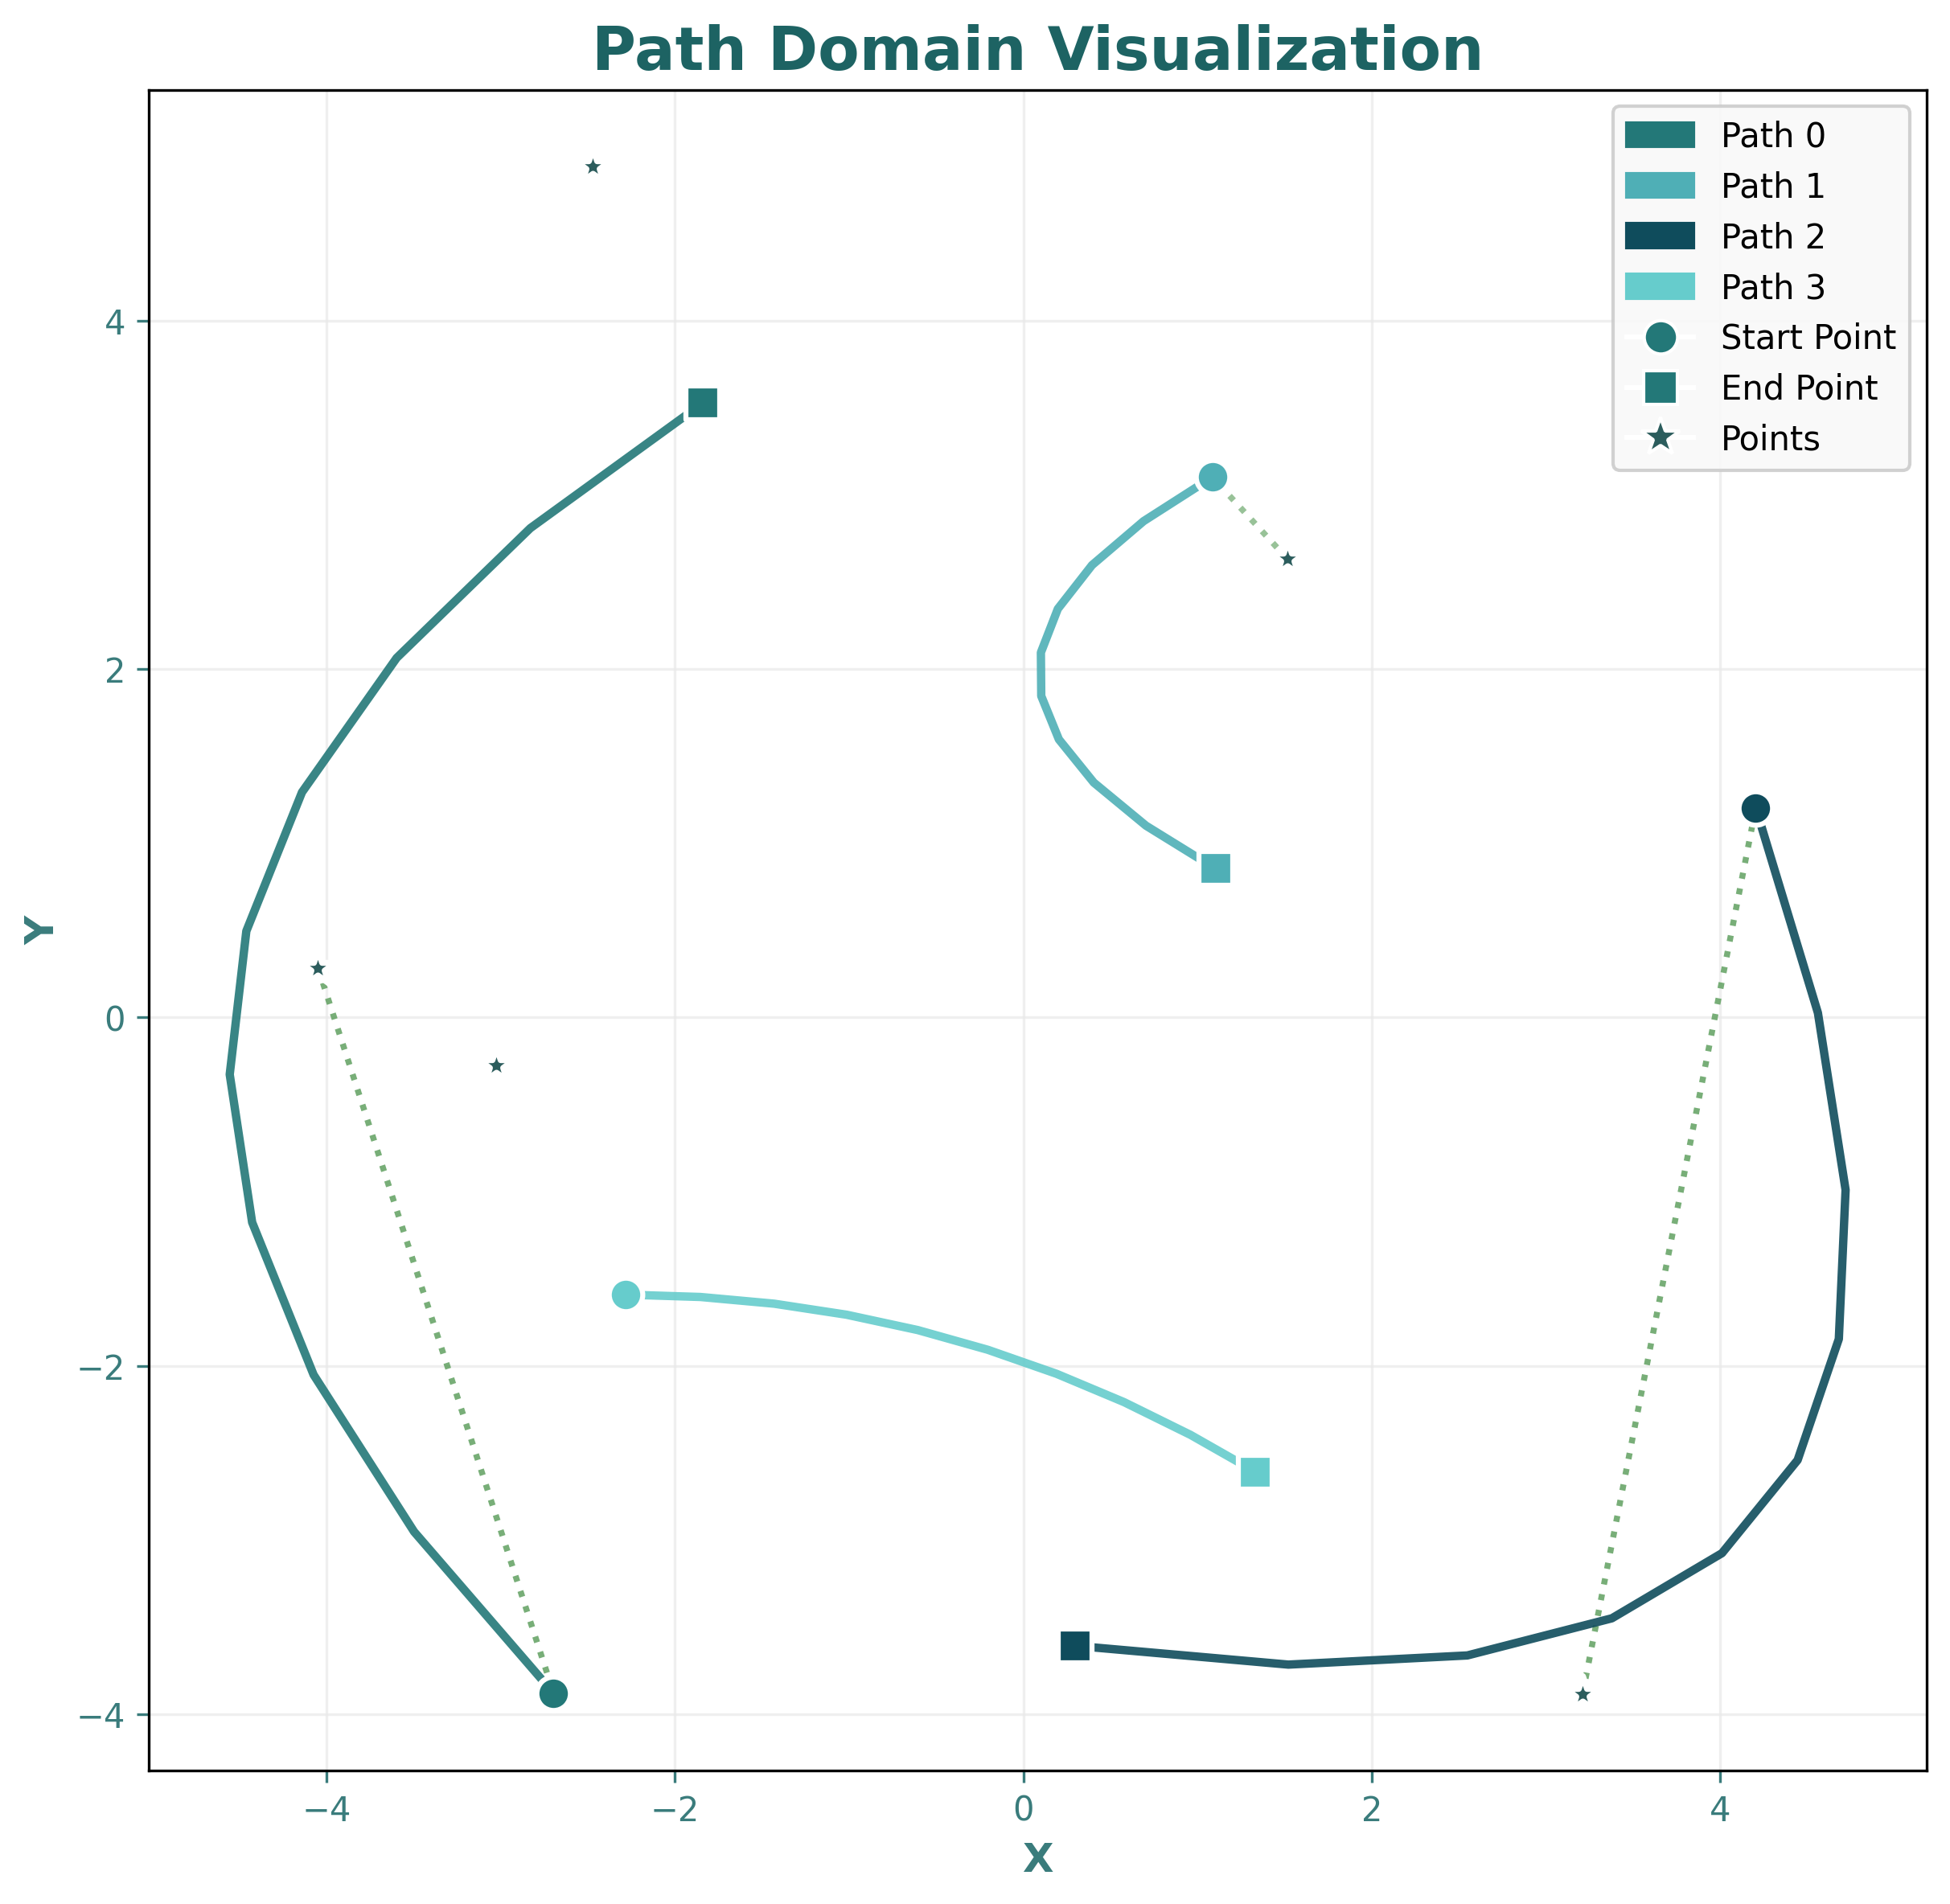 Path Domain Visualization
Path 0
Path 1
Path 2
Path 3
Start Point
End Point
Points
4
2
0
−2
−4
Y
−4
−2
0
2
4
X